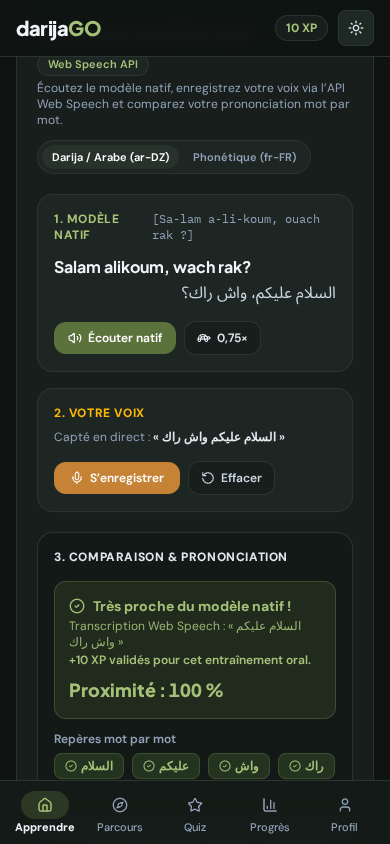 darijaGO
10 XP
Web Speech API
Écoutez le modèle natif, enregistrez votre voix via l’API
Web Speech et comparez votre prononciation mot par
mot.
Darija / Arabe (ar-DZ)
Phonétique (fr-FR)
1. MODÈLE
NATIF
[Sa-lam a-li-koum, ouach
rak ?]
Salam alikoum, wach rak?
السلام عليكم، واش راك؟
Écouter natif
0,75×
2. VOTRE VOIX
Capté en direct : « السلام عليكم واش راك »
S’enregistrer
Effacer
3. COMPARAISON & PRONONCIATION
Très proche du modèle natif !
Transcription Web Speech : « السلام عليكم
واش راك »
+10 XP validés pour cet entraînement oral.
Proximité : 100 %
Repères mot par mot
السلام
عليكم
واش
راك
Apprendre
Parcours
Quiz
Progrès
Profil